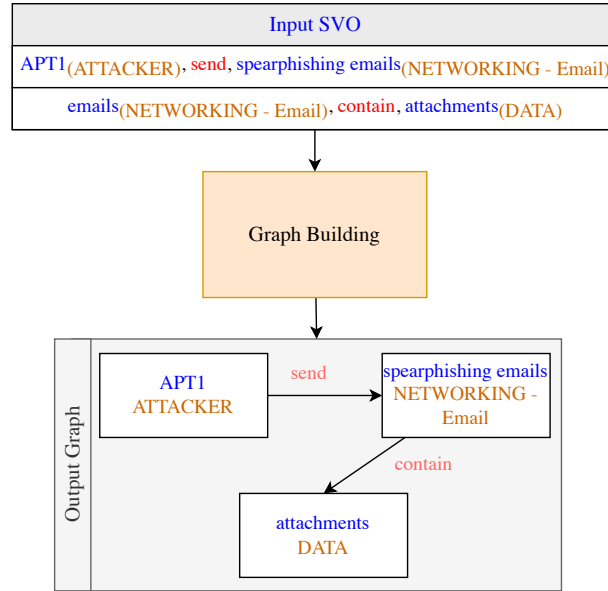 Input SVO
APT1(ATTACKER), send, spearphishing emails(NETWORKING - Email)
emails(NETWORKING - Email), contain, attachments(DATA)
Graph Building
Output Graph
APT1
ATTACKER
send
spearphishing emails
NETWORKING -
Email
contain
attachments
DATA